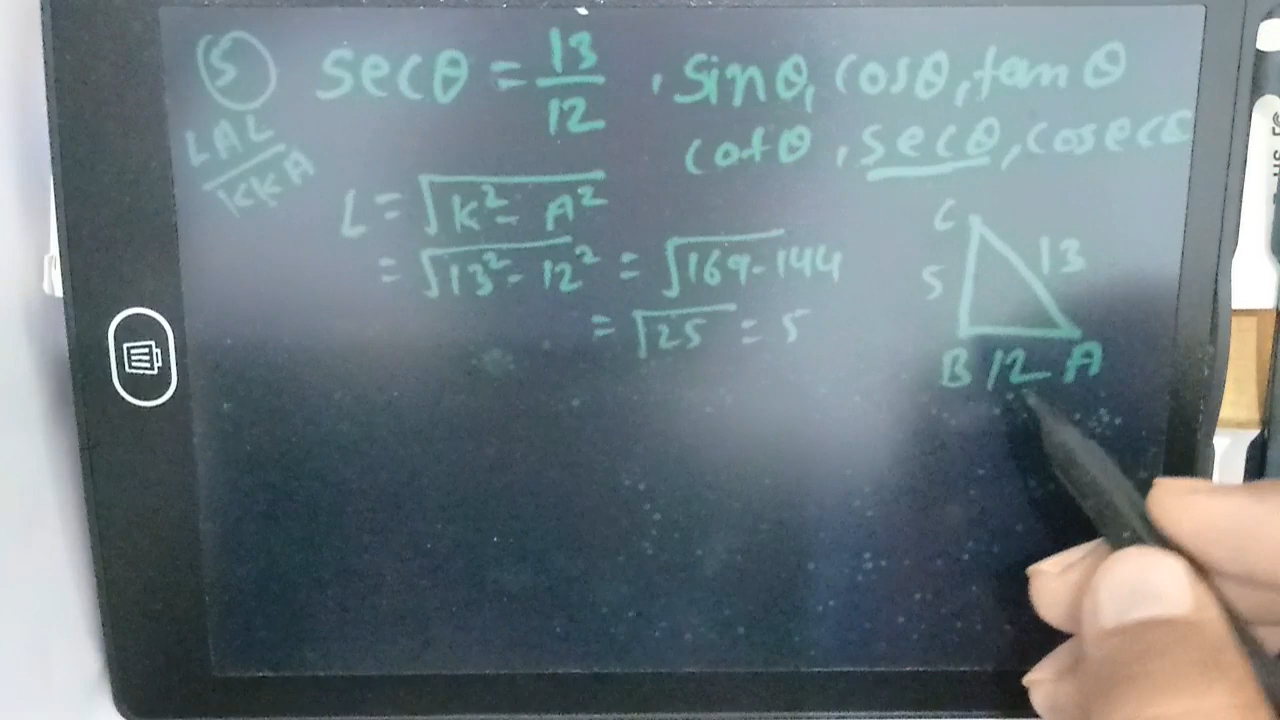 5 secθ = 13/12 , sinθ, cosθ, tanθ
cotθ, secθ, cosecθ
LAL/KKA
L = √K² - A²
= √13² - 12² = √169-144
= √25 = 5
C
5 13
B 12 A